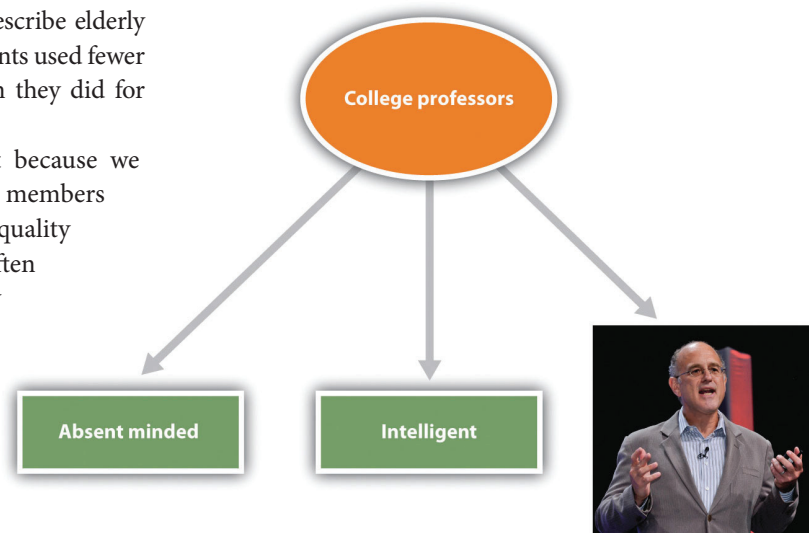 escribe elderly
nts used fewer
they did for
because we
members
quality
ften
College professors
Absent minded
Intelligent